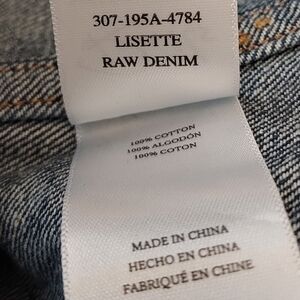 307-195A-4784
LISETTE
RAW DENIM
100% COTTON
100% ALGODÓN
100% COTON
MADE IN CHINA
HECHO EN CHINA
FABRIQUÉ EN CHINE